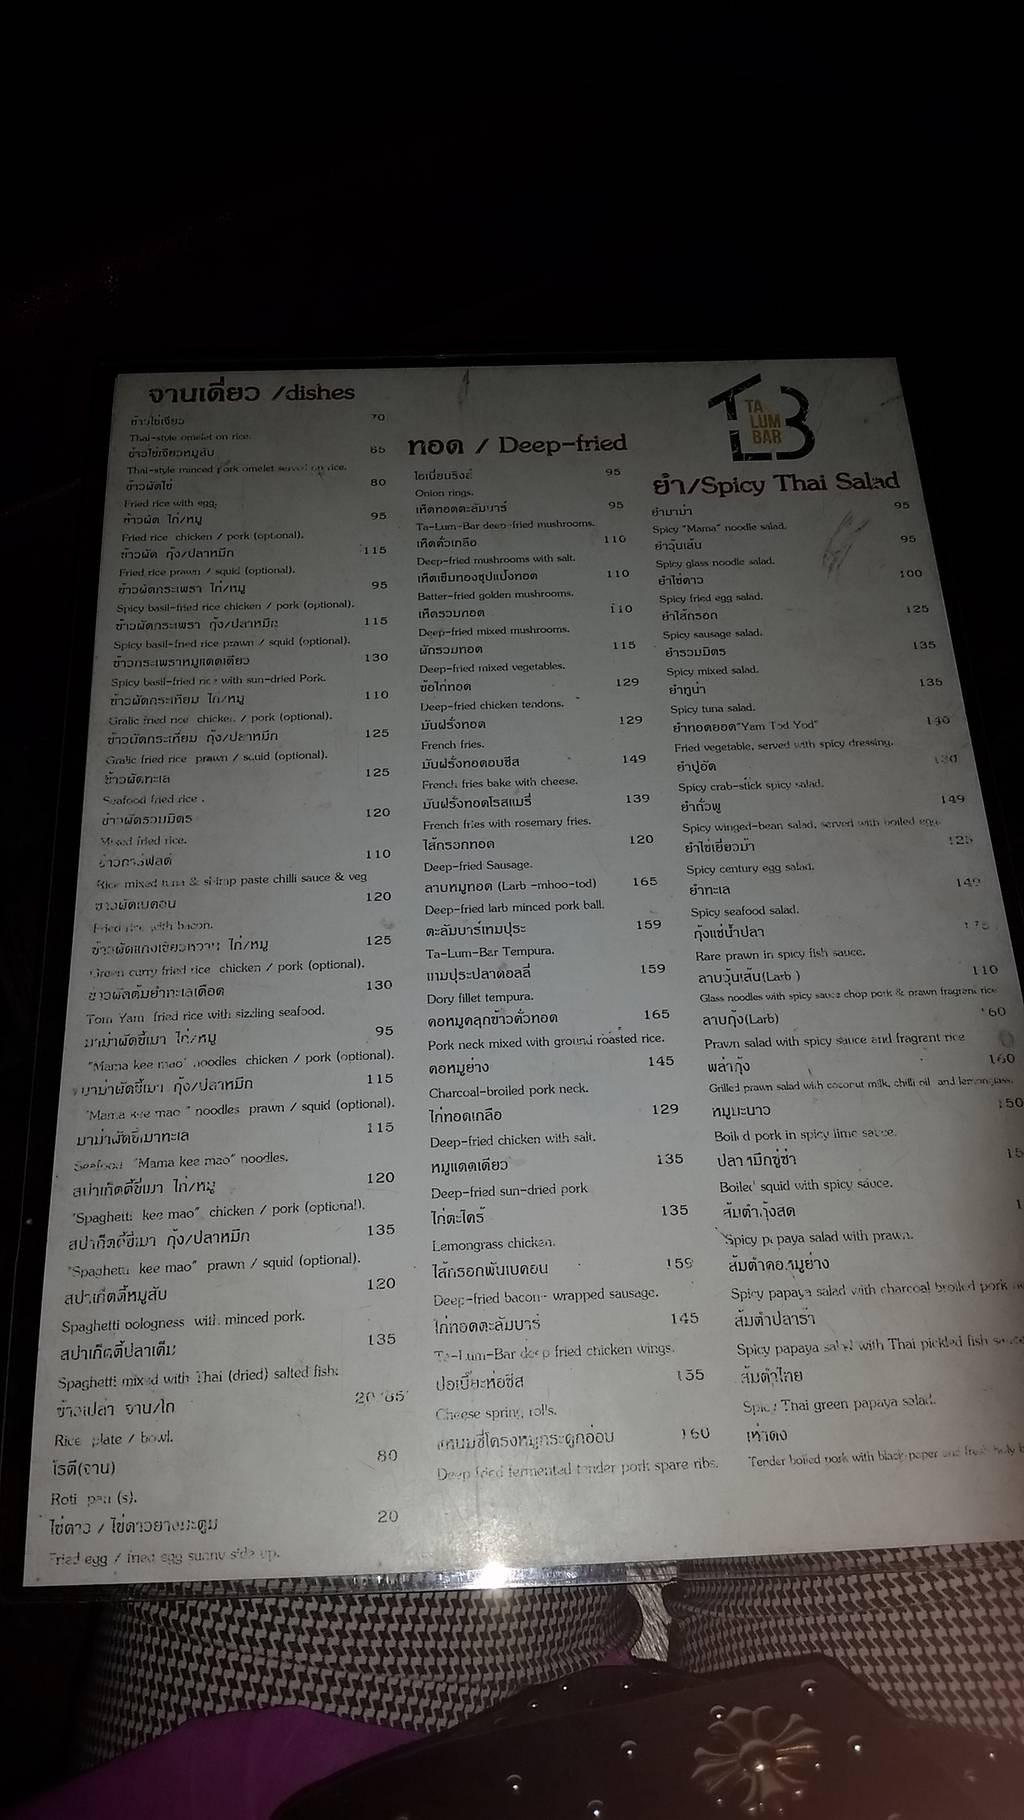 จานเดี่ยว /dishes
ข้าวไข่เจียว 70
Thai-style omelet on rice.
ข้าวไข่เจียวหมูสับ 85
Thai-style minced pork omelet served on rice.
ข้าวผัดไข่ 80
Fried rice with egg.
ข้าวผัด ไก่/หมู 95
Fried rice chicken / pork (optional).
ข้าวผัด กุ้ง/ปลาหมึก 115
Fried rice prawn / squid (optional).
ข้าวผัดกระเพรา ไก่/หมู 95
Spicy basil-fried rice chicken / pork (optional).
ข้าวผัดกระเพรา กุ้ง/ปลาหมึก 115
Spicy basil-fried rice prawn / squid (optional).
ข้าวกระเพราหมูแดดเดียว 130
Spicy basil-fried rice with sun-dried Pork.
ข้าวผัดกระเทียม ไก่/หมู 110
Gralic fried rice chicken / pork (optional).
ข้าวผัดกระเทียม กุ้ง/ปลาหมึก 125
Gralic fried rice prawn / squid (optional).
ข้าวผัดทะเล 125
Seafood fried rice .
ข้าวผัดรวมมิตร 120
Mixed fried rice.
110
Rice mixed tuna & shrimp paste chilli sauce & veg
ข้าวผัดเบคอน 120
Fried rice with bacon.
ข้าวผัดแกงเขียวหวาน ไก่/หมู 125
Green curry fried rice chicken / pork (optional).
ข้าวผัดต้มยำทะเลเดือด 130
Tom Yam fried rice with sizzling seafood.
มาม่าผัดขี้เมา ไก่/หมู 95
"Mama kee mao" noodles chicken / pork (optional).
มาม่าผัดขี้เมา กุ้ง/ปลาหมึก 115
"Mama kee mao " noodles prawn / squid (optional).
มาม่าผัดขี้เมาทะเล 115
Seafood "Mama kee mao" noodles.
สปาเก็ตตี้ขี้เมา ไก่/หมู 120
"Spaghetti kee mao" chicken / pork (optional).
สปาเก็ตตี้ขี้เมา กุ้ง/ปลาหมึก 135
"Spaghetti kee mao" prawn / squid (optional).
สปาเก็ตตี้หมูสับ 120
Spaghetti bologness with minced pork.
สปาเก็ตตี้ปลาเค็ม 135
Spaghetti mixed with Thai (dried) salted fish.
ข้าวเปล่า จาน/โถ
Rice plate / bowl.
โรตี(จาน) 80
Roti pan (s).
ไข่ดาว / ไข่ดาวยางมะตูม 20
Fried egg / fried egg sunny side up.
ทอด / Deep-fried
โอเนี่ยนริงส์ 95
Onion rings.
เห็ดทอดตะลัมบาร์ 95
Ta-Lum-Bar deep-fried mushrooms.
เห็ดคั่วเกลือ 110
Deep-fried mushrooms with salt.
เห็ดเข็มทองชุปแป้งทอด 110
Batter-fried golden mushrooms.
เห็ดรวมทอด 110
Deep-fried mixed mushrooms.
ผักรวมทอด 115
Deep-fried mixed vegetables.
ข้อไก่ทอด 129
Deep-fried chicken tendons.
มันฝรั่งทอด 129
French fries.
มันฝรั่งทอดอบชีส 149
French fries bake with cheese.
มันฝรั่งทอดโรสแมรี่ 139
French fries with rosemary fries.
ไส้กรอกทอด 120
Deep-fried Sausage.
ลาบหมูทอด (Larb -mhoo-tod) 165
Deep-fried larb minced pork ball.
ตะลัมบาร์เทมปุระ 159
Ta-Lum-Bar Tempura.
เทมปุระปลาดอลลี่ 159
Dory fillet tempura.
คอหมูคลุกข้าวคั่วทอด 165
Pork neck mixed with ground roasted rice.
คอหมูย่าง 145
Charcoal-broiled pork neck.
ไก่ทอดเกลือ 129
Deep-fried chicken with salt.
หมูแดดเดียว 135
Deep-fried sun-dried pork
ไก่ตะไคร้ 135
Lemongrass chicken.
ไส้กรอกพันเบคอน 159
Deep-fried bacon- wrapped sausage.
ไก่ทอดตะลัมบาร์ 145
Ta-Lum-Bar deep fried chicken wings.
ปอเปี๊ยะห่อชีส 155
Cheese spring rolls.
แหนมซี่โครงหมูกระดูกอ่อน 160
Deep fried fermented tender pork spare ribs.
TB
TA
LUM
BAR
ยำ/Spicy Thai Salad
ยำมาม่า 95
Spicy "Mama" noodle salad.
ยำวุ้นเส้น 95
Spicy glass noodle salad.
ยำไข่ดาว 100
Spicy fried egg salad.
ยำไส้กรอก 125
Spicy sausage salad.
ยำรวมมิตร 135
Spicy mixed salad.
ยำทูน่า 135
Spicy tuna salad.
ยำทอดยอด"Yam Tod Yod" 140
Fried vegetable, served with spicy dressing.
ยำปูอัด
Spicy crab-stick spicy salad.
ยำถั่วพู 149
Spicy winged-bean salad, served with boiled egg.
ยำไข่เยี่ยวม้า 125
Spicy century egg salad.
ยำทะเล 149
Spicy seafood salad.
กุ้งแช่น้ำปลา 175
Rare prawn in spicy fish sauce.
ลาบวุ้นเส้น(Larb ) 110
Glass noodles with spicy sauce chop pork & prawn fragrant rice
ลาบกุ้ง(Larb) 160
Prawn salad with spicy sauce and fragrant rice
พล่ากุ้ง 160
Grilled prawn salad with coconut milk, chilli oil and lemonglass.
หมูมะนาว 150
Boiled pork in spicy lime sauce.
ปลาหมึกซู่ซ่า
Boiled squid with spicy sauce.
ส้มตำกุ้งสด
Spicy papaya salad with prawn.
ส้มตำคอหมูย่าง
Spicy papaya salad with charcoal broiled pork
ส้มตำปลาร้า
Spicy papaya salad with Thai pickled fish sauce
ส้มตำไทย
Spicy Thai green papaya salad.
เห่าดง
Tender boiled pork with black peper and fresh holy